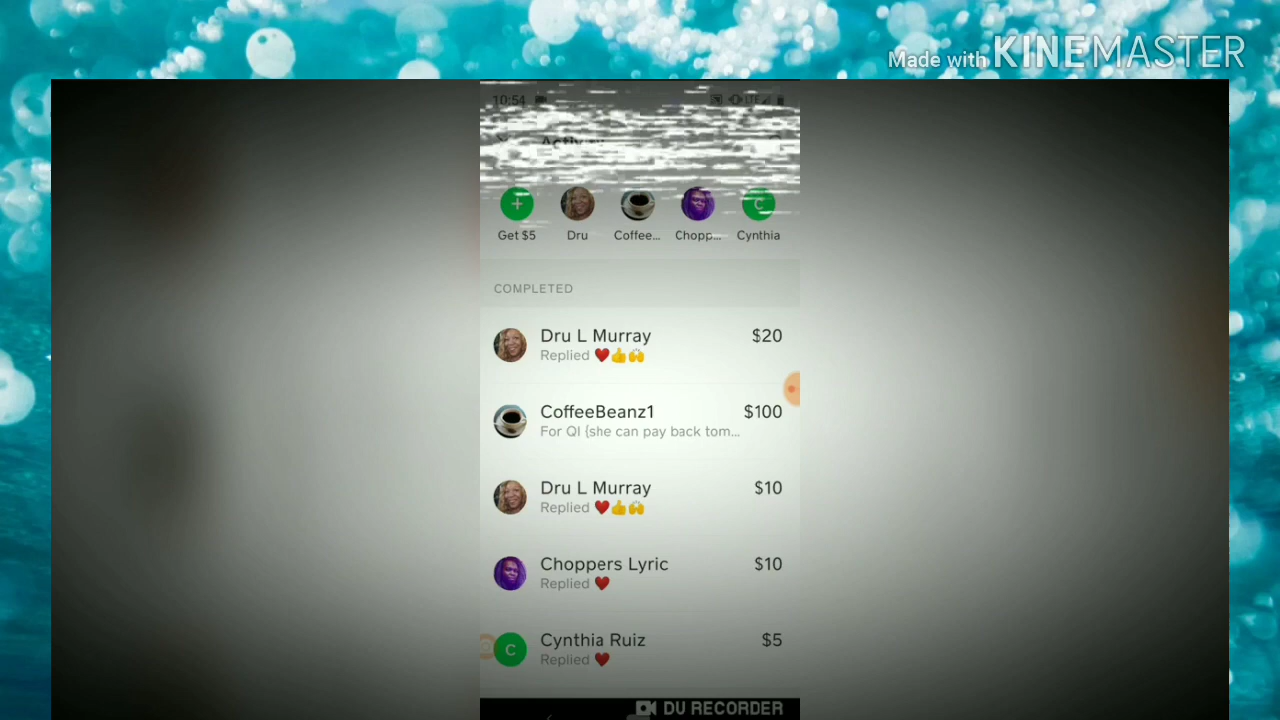 Made with KINEMASTER
10:54 LTE
Get $5 Dru Coffee... Chopp... Cynthia
C
COMPLETED
Dru L Murray $20
Replied ❤️👍🙌
CoffeeBeanz1 $100
For QI {she can pay back tom...
Dru L Murray $10
Replied ❤️👍🙌
Choppers Lyric $10
Replied ❤️
Cynthia Ruiz $5
C
Replied ❤️
DU RECORDER